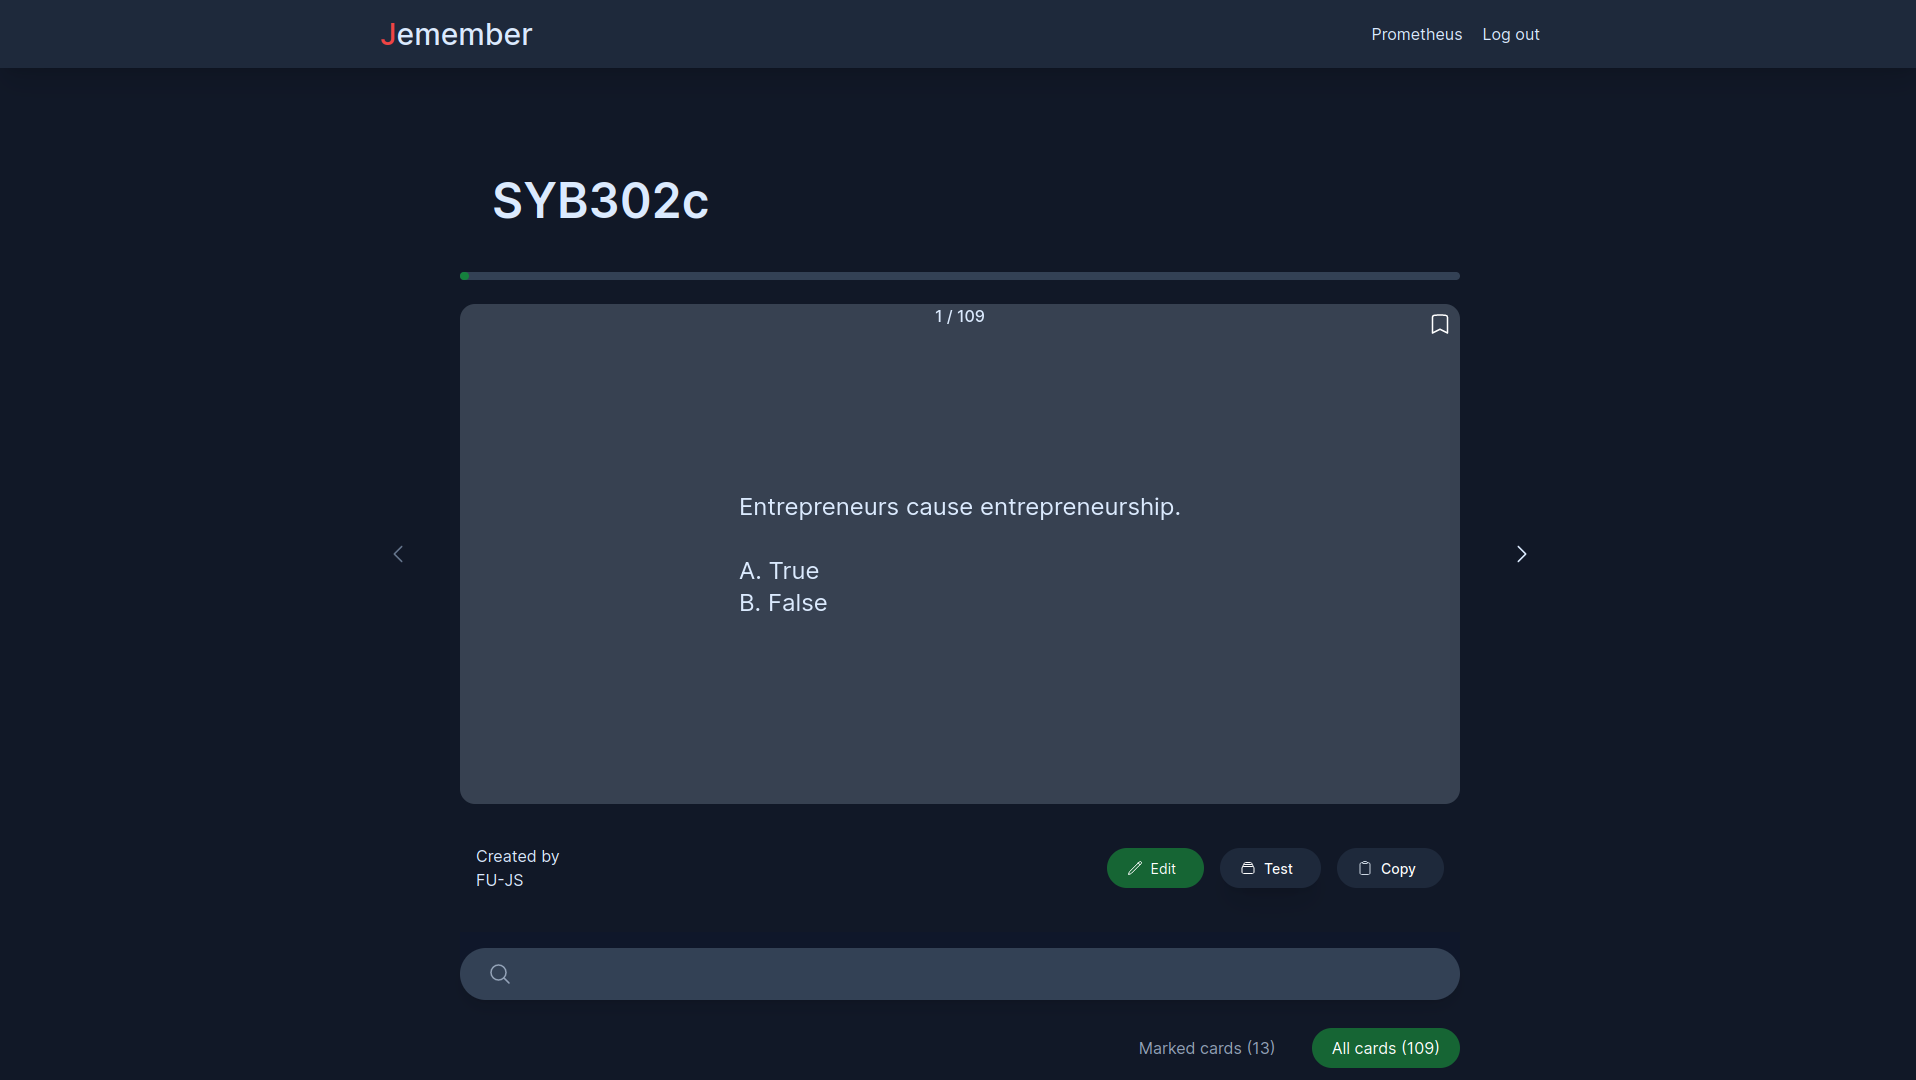 Jemember
Prometheus
Log out
SYB302c
1 / 109
Entrepreneurs cause entrepreneurship.
A. True
B. False
Created by
FU-JS
Edit
Test
Copy
Marked cards (13)
All cards (109)